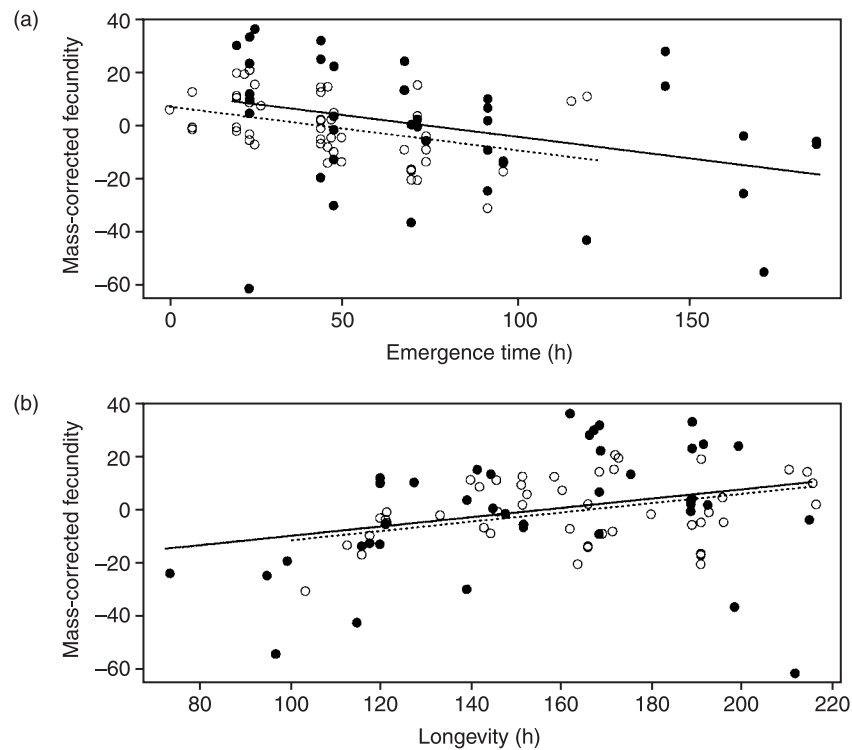 (a)
Mass-corrected fecundity
40
20
0
−20
−40
−60
0 50 100 150
Emergence time (h)
(b)
Mass-corrected fecundity
40
20
0
−20
−40
−60
80 100 120 140 160 180 200 220
Longevity (h)